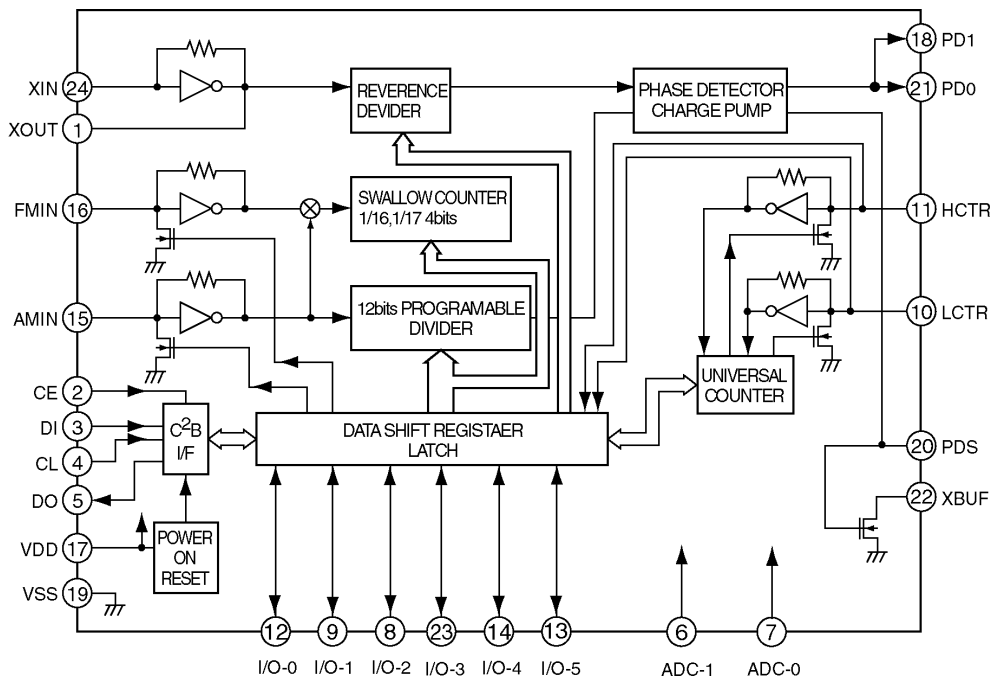 18 PD1
XIN 24
REVERENCE
DEVIDER
PHASE DETECTOR
CHARGE PUMP
21 PD0
XOUT 1
FMIN 16
SWALLOW COUNTER
1/16,1/17 4bits
11 HCTR
AMIN 15
12bits PROGRAMABLE
DIVIDER
10 LCTR
UNIVERSAL
COUNTER
CE 2
DI 3
C2B
I/F
CL 4
DATA SHIFT REGISTAER
LATCH
20 PDS
DO 5
22 XBUF
VDD 17
POWER
ON
RESET
VSS 19
12 9 8 23 14 13 6 7
I/O-0 I/O-1 I/O-2 I/O-3 I/O-4 I/O-5 ADC-1 ADC-0